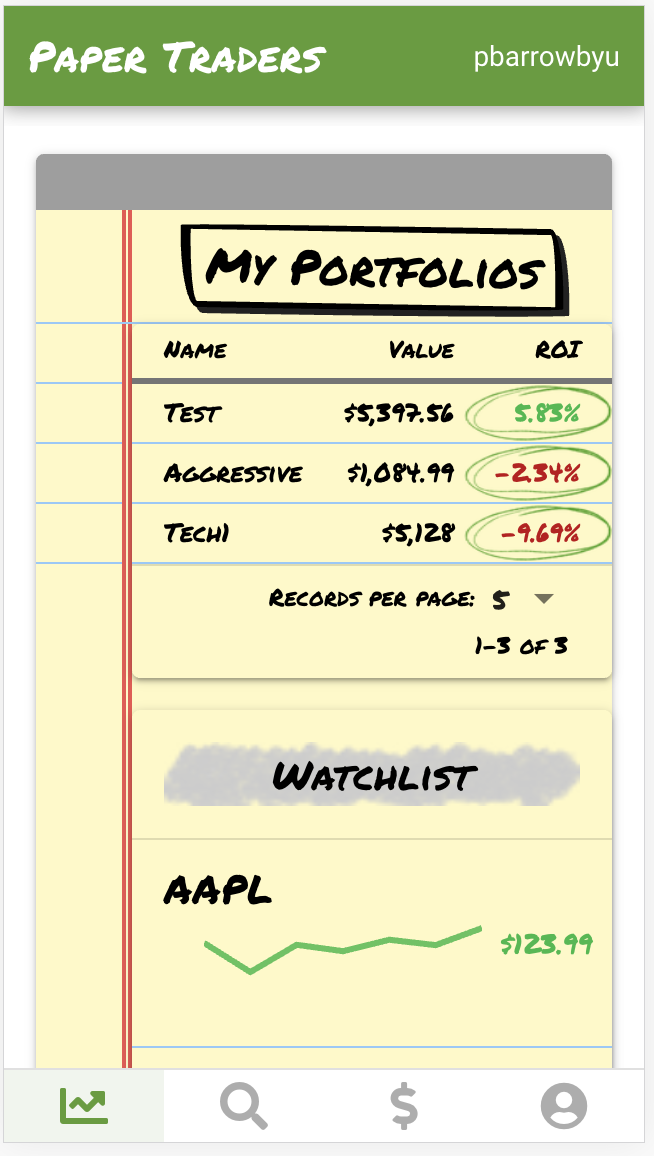 Paper Traders pbarrowbyu
My Portfolios
Name Value ROI
Test $5,397.56 5.83%
Aggressive $1,084.99 -2.34%
Tech1 $5,128 -9.69%
Records per page: 5
1-3 of 3
Watchlist
AAPL
$123.99